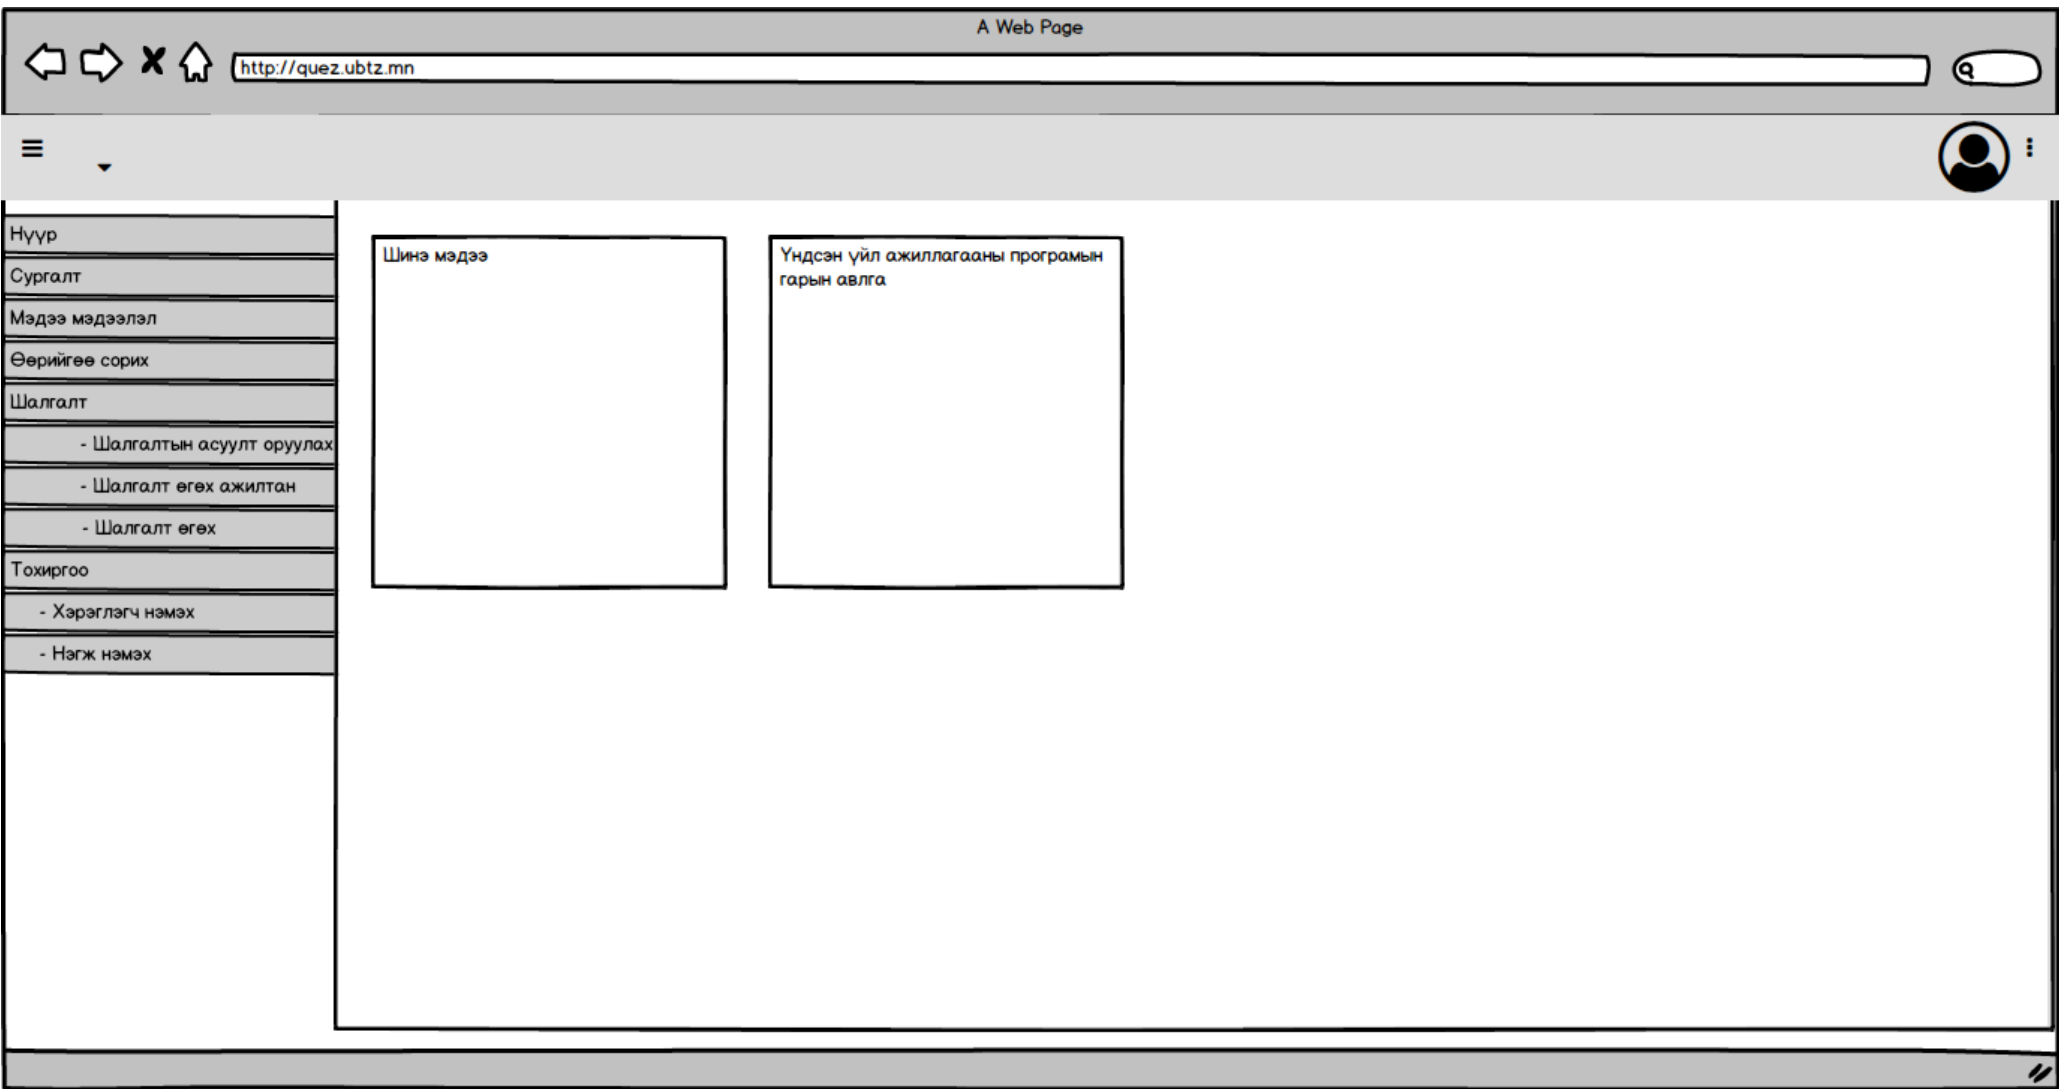 A Web Page
http://quez.ubtz.mn
Нүүр
Сургалт
Мэдээ мэдээлэл
Өөрийгөө сорих
Шалгалт
- Шалгалтын асуулт оруулах
- Шалгалт өгөх ажилтан
- Шалгалт өгөх
Тохиргоо
- Хэрэглэгч нэмэх
- Нэгж нэмэх
Шинэ мэдээ
Үндсэн үйл ажиллагааны програмын
гарын авлга